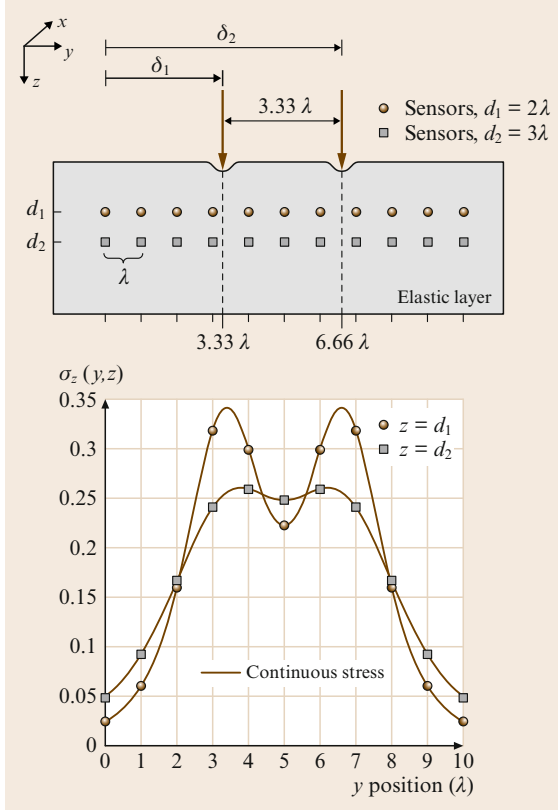 x
y
z
δ₂
δ₁
3.33 λ
Sensors, d₁ = 2λ
Sensors, d₂ = 3λ
d₁
d₂
λ
Elastic layer
3.33 λ 6.66 λ
σ_z (y,z)
0.35
z = d₁
z = d₂
0.3
0.25
0.2
0.15
0.1
Continuous stress
0.05
0
0 1 2 3 4 5 6 7 8 9 10
y position (λ)